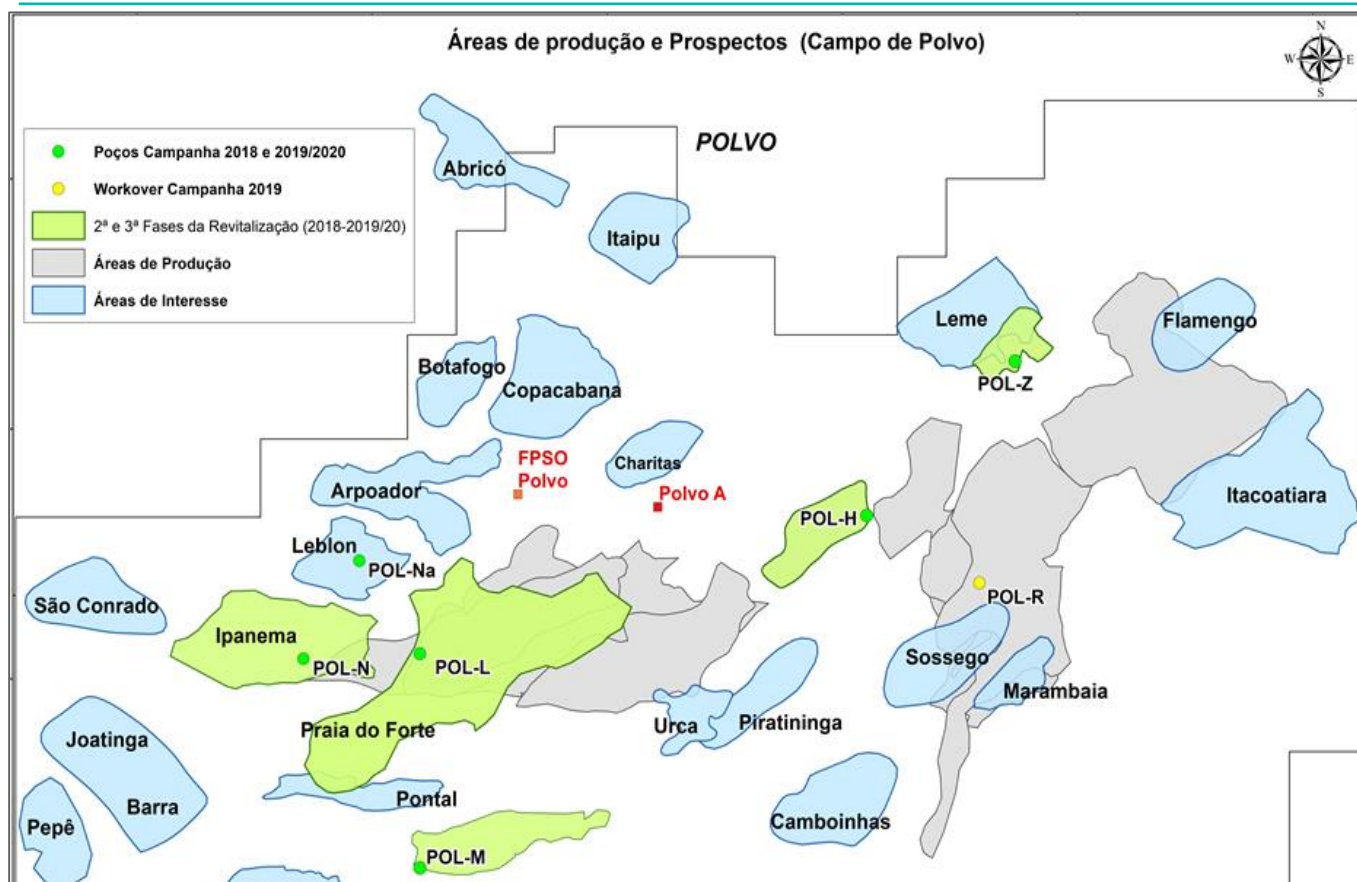 Áreas de produção e Prospectos (Campo de Polvo)
N
W
E
S
Poços Campanha 2018 e 2019/2020
Workover Campanha 2019
2ª e 3ª Fases da Revitalização (2018-2019/20)
Áreas de Produção
Áreas de Interesse
POLVO
Abricó
Itaipu
Leme
Flamengo
POL-Z
Botafogo
Copacabana
Charitas
FPSO
Polvo
Polvo A
Arpoador
Itacoatiara
POL-H
Leblon
POL-Na
São Conrado
POL-R
Ipanema
POL-N
POL-L
Sossego
Marambaia
Praia do Forte
Urca
Piratininga
Joatinga
Barra
Pontal
Pepê
Camboinhas
POL-M